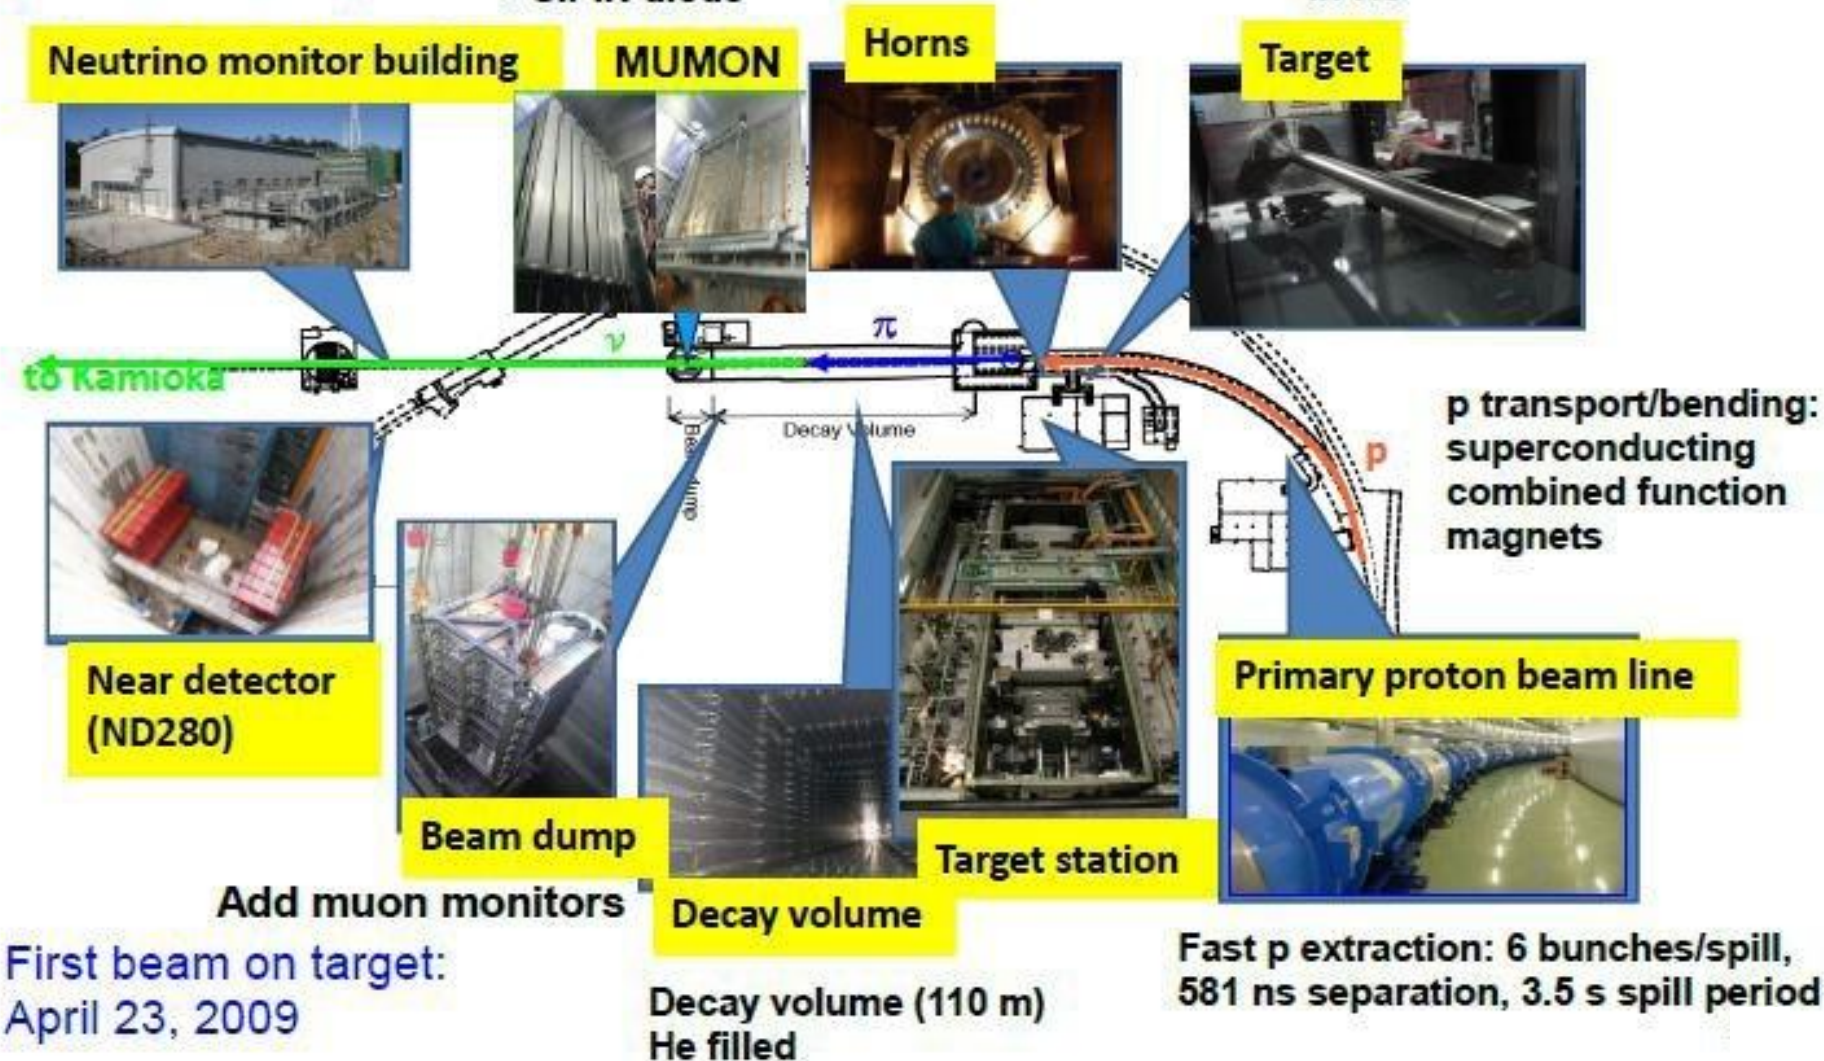 Neutrino monitor building
MUMON
Horns
Target
ν
π
to Kamioka
p
p transport/bending:
superconducting
combined function
magnets
Decay Volume
Near detector
(ND280)
Primary proton beam line
Beam dump
Target station
Add muon monitors
Decay volume
First beam on target:
April 23, 2009
Decay volume (110 m)
He filled
Fast p extraction: 6 bunches/spill,
581 ns separation, 3.5 s spill period